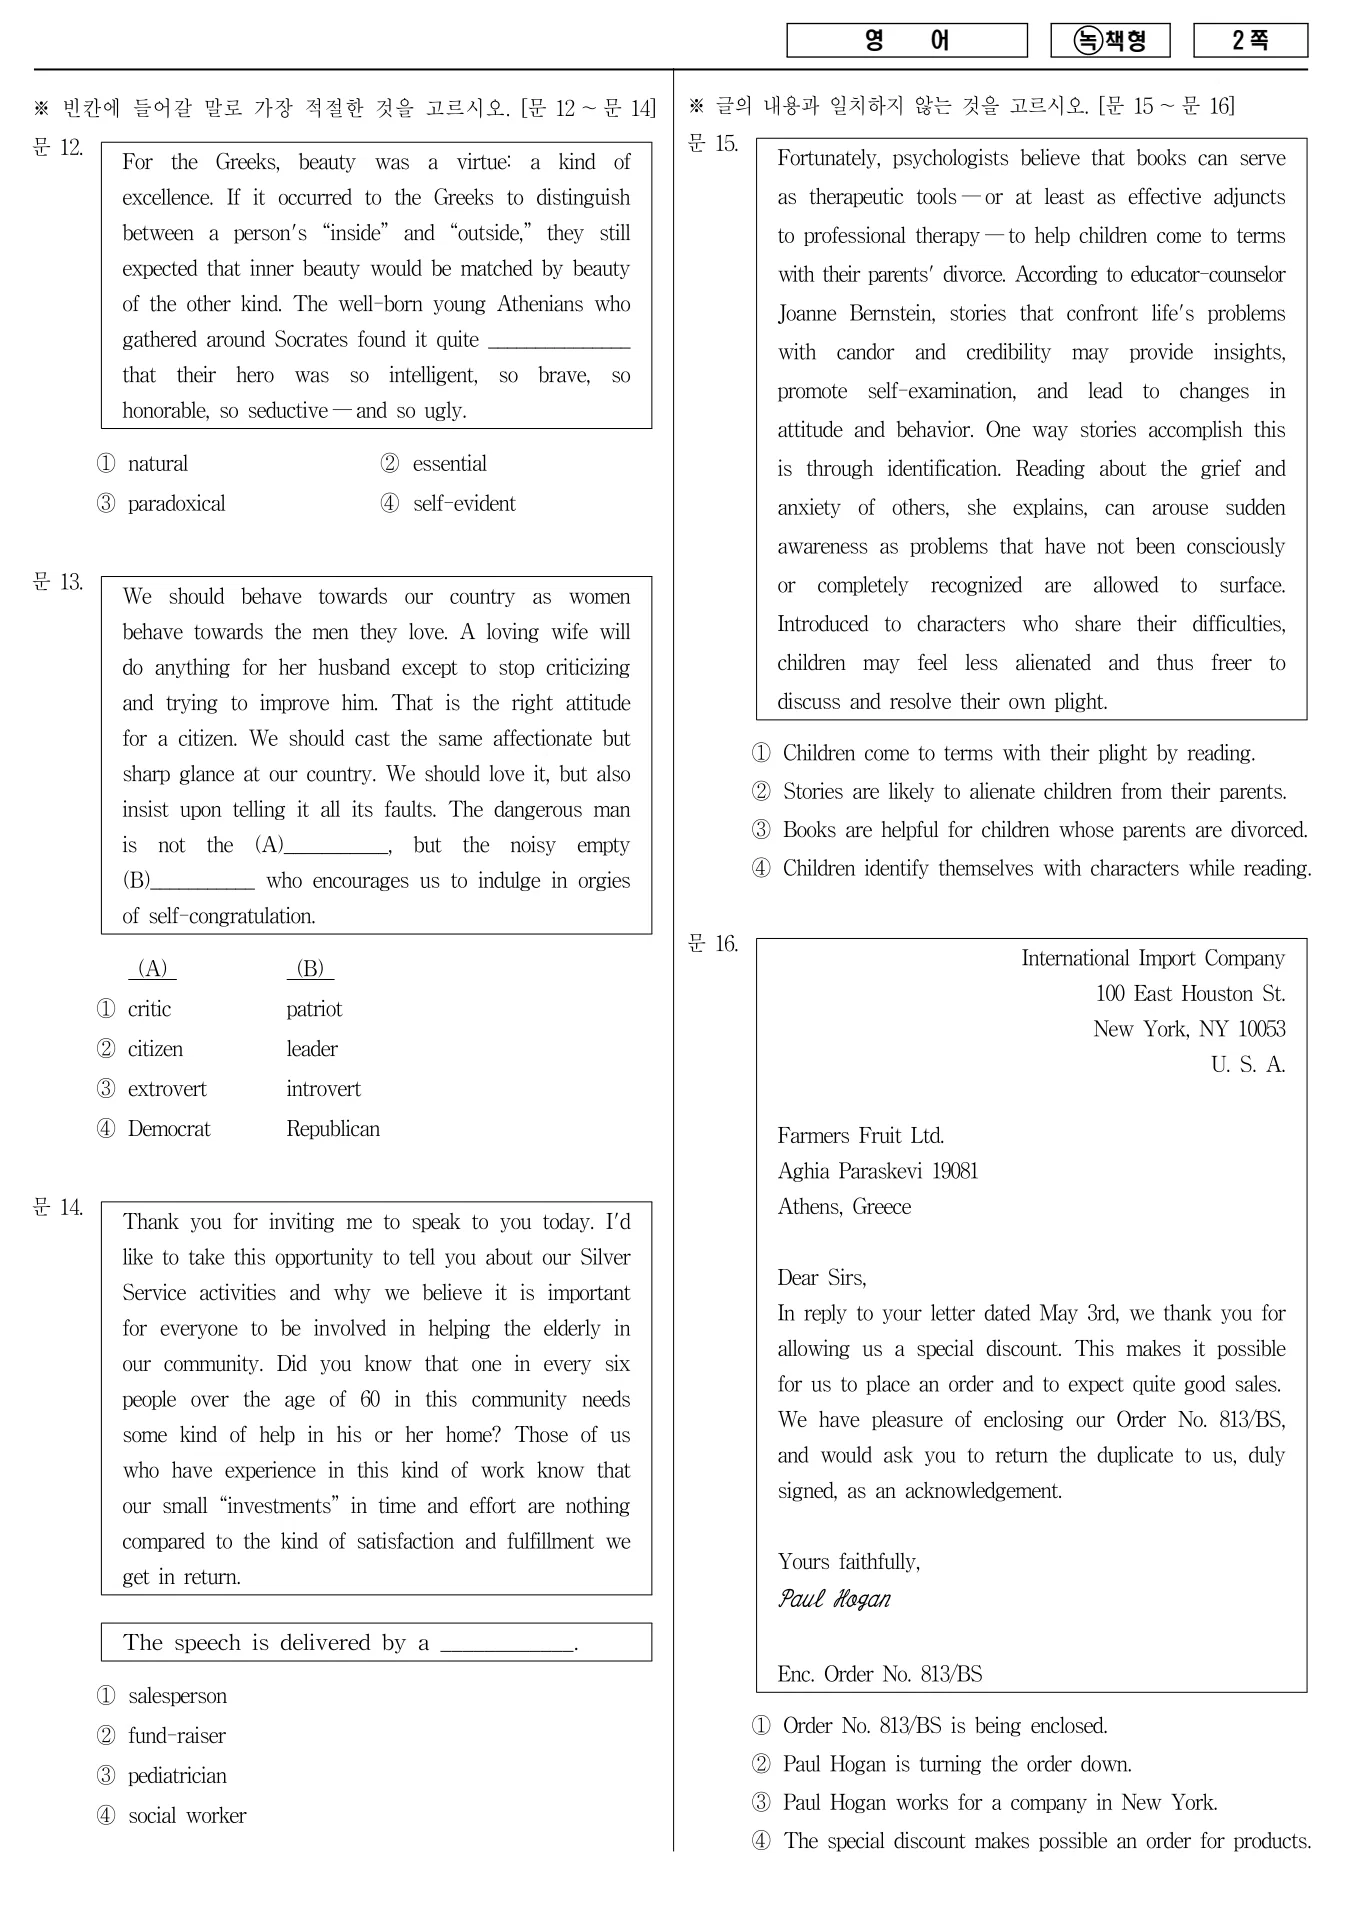 영 어
녹책형
2쪽
※ 빈칸에 들어갈 말로 가장 적절한 것을 고르시오. [문 12 ~ 문 14]
문 12.
For the Greeks, beauty was a virtue: a kind of
excellence. If it occurred to the Greeks to distinguish
between a person's “inside” and “outside,” they still
expected that inner beauty would be matched by beauty
of the other kind. The well-born young Athenians who
gathered around Socrates found it quite _______________
that their hero was so intelligent, so brave, so
honorable, so seductive — and so ugly.
① natural ② essential
③ paradoxical ④ self-evident
문 13.
We should behave towards our country as women
behave towards the men they love. A loving wife will
do anything for her husband except to stop criticizing
and trying to improve him. That is the right attitude
for a citizen. We should cast the same affectionate but
sharp glance at our country. We should love it, but also
insist upon telling it all its faults. The dangerous man
is not the (A)___________, but the noisy empty
(B)___________ who encourages us to indulge in orgies
of self-congratulation.
(A) (B)
① critic patriot
② citizen leader
③ extrovert introvert
④ Democrat Republican
문 14.
Thank you for inviting me to speak to you today. I'd
like to take this opportunity to tell you about our Silver
Service activities and why we believe it is important
for everyone to be involved in helping the elderly in
our community. Did you know that one in every six
people over the age of 60 in this community needs
some kind of help in his or her home? Those of us
who have experience in this kind of work know that
our small “investments” in time and effort are nothing
compared to the kind of satisfaction and fulfillment we
get in return.
The speech is delivered by a ____________.
① salesperson
② fund-raiser
③ pediatrician
④ social worker
※ 글의 내용과 일치하지 않는 것을 고르시오. [문 15 ~ 문 16]
문 15.
Fortunately, psychologists believe that books can serve
as therapeutic tools — or at least as effective adjuncts
to professional therapy — to help children come to terms
with their parents' divorce. According to educator-counselor
Joanne Bernstein, stories that confront life's problems
with candor and credibility may provide insights,
promote self-examination, and lead to changes in
attitude and behavior. One way stories accomplish this
is through identification. Reading about the grief and
anxiety of others, she explains, can arouse sudden
awareness as problems that have not been consciously
or completely recognized are allowed to surface.
Introduced to characters who share their difficulties,
children may feel less alienated and thus freer to
discuss and resolve their own plight.
① Children come to terms with their plight by reading.
② Stories are likely to alienate children from their parents.
③ Books are helpful for children whose parents are divorced.
④ Children identify themselves with characters while reading.
문 16.
International Import Company
100 East Houston St.
New York, NY 10053
U. S. A.
Farmers Fruit Ltd.
Aghia Paraskevi 19081
Athens, Greece
Dear Sirs,
In reply to your letter dated May 3rd, we thank you for
allowing us a special discount. This makes it possible
for us to place an order and to expect quite good sales.
We have pleasure of enclosing our Order No. 813/BS,
and would ask you to return the duplicate to us, duly
signed, as an acknowledgement.
Yours faithfully,
Paul Hogan
Enc. Order No. 813/BS
① Order No. 813/BS is being enclosed.
② Paul Hogan is turning the order down.
③ Paul Hogan works for a company in New York.
④ The special discount makes possible an order for products.